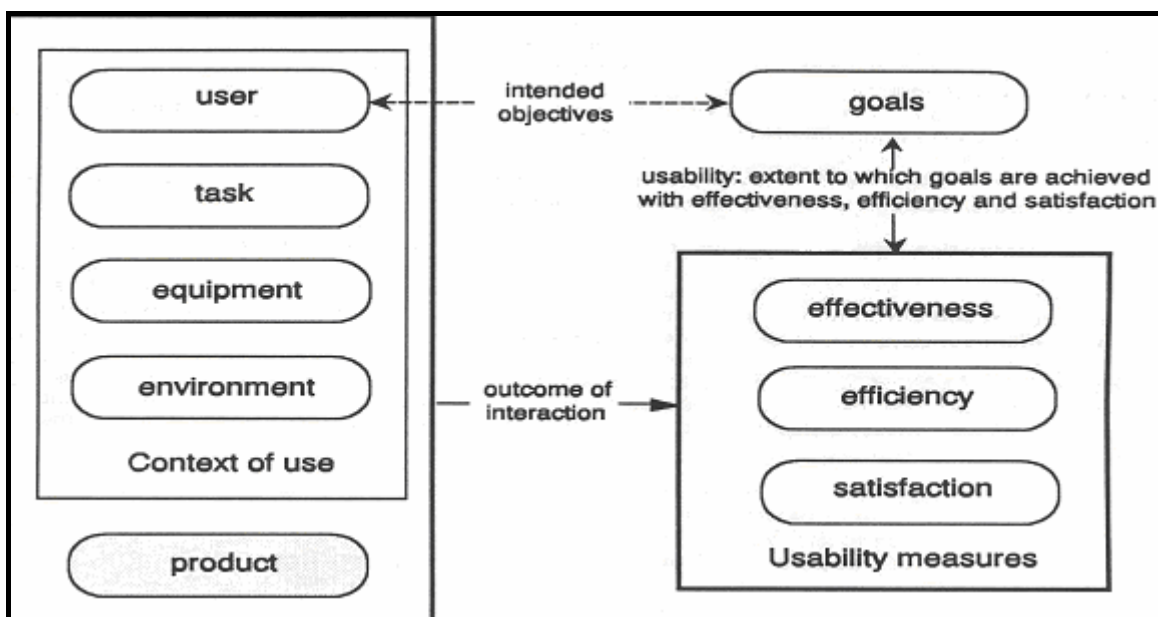 user
task
equipment
environment
Context of use
product
intended
objectives
outcome of
interaction
goals
usability: extent to which goals are achieved
with effectiveness, efficiency and satisfaction
effectiveness
efficiency
satisfaction
Usability measures